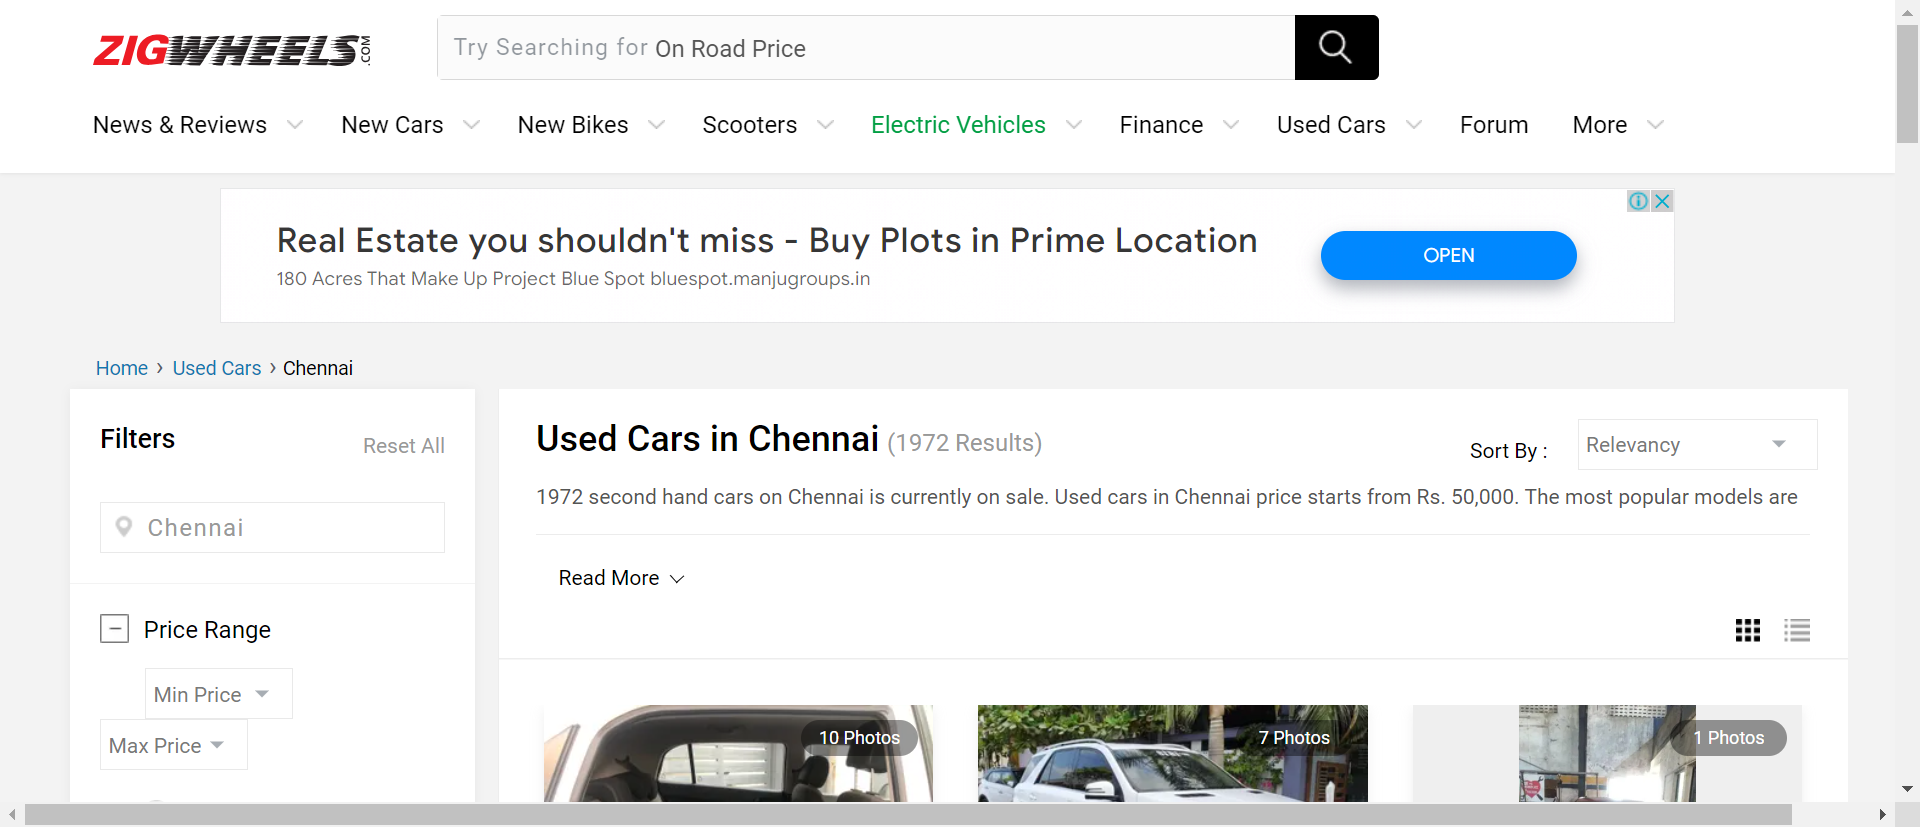 ZIGWHEELS.COM
Try Searching for On Road Price
News & Reviews New Cars New Bikes Scooters Electric Vehicles Finance Used Cars Forum More
Real Estate you shouldn't miss - Buy Plots in Prime Location
180 Acres That Make Up Project Blue Spot bluespot.manjugroups.in
OPEN
Home › Used Cars › Chennai
Filters
Reset All
Chennai
Price Range
Min Price
Max Price
Used Cars in Chennai (1972 Results)
Sort By :
Relevancy
1972 second hand cars on Chennai is currently on sale. Used cars in Chennai price starts from Rs. 50,000. The most popular models are
Read More
10 Photos
7 Photos
1 Photos